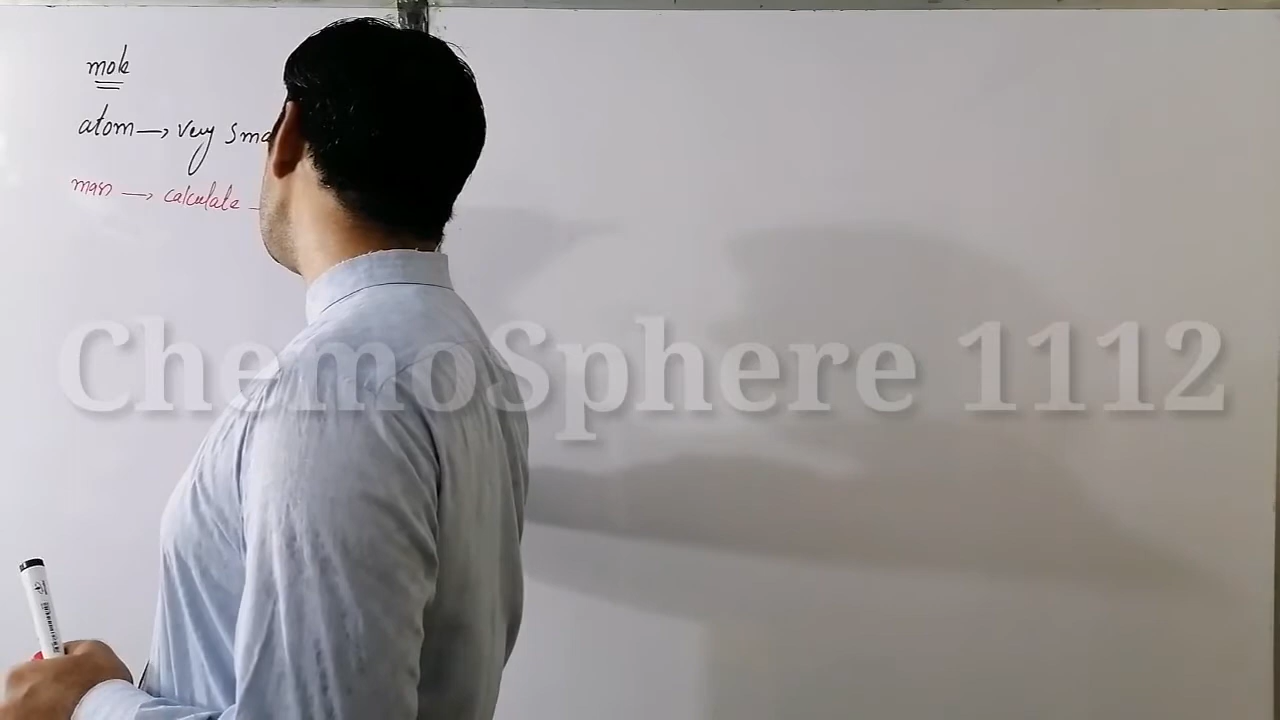 mole
atom → very sma
mass → calculate →
ChemoSphere 1112